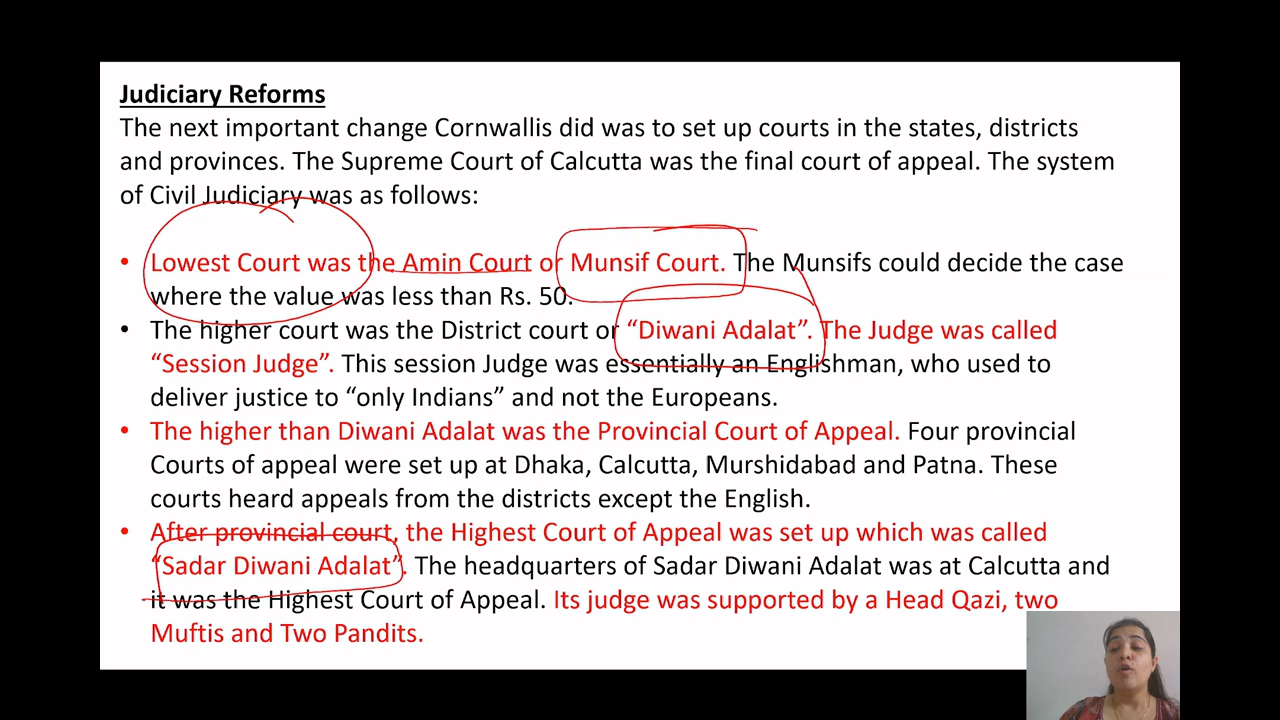 Judiciary Reforms
The next important change Cornwallis did was to set up courts in the states, districts
and provinces. The Supreme Court of Calcutta was the final court of appeal. The system
of Civil Judiciary was as follows:
• Lowest Court was the Amin Court or Munsif Court. The Munsifs could decide the case
where the value was less than Rs. 50.
• The higher court was the District court or “Diwani Adalat”. The Judge was called
“Session Judge”. This session Judge was essentially an Englishman, who used to
deliver justice to “only Indians” and not the Europeans.
• The higher than Diwani Adalat was the Provincial Court of Appeal. Four provincial
Courts of appeal were set up at Dhaka, Calcutta, Murshidabad and Patna. These
courts heard appeals from the districts except the English.
• After provincial court, the Highest Court of Appeal was set up which was called
“Sadar Diwani Adalat”. The headquarters of Sadar Diwani Adalat was at Calcutta and
it was the Highest Court of Appeal. Its judge was supported by a Head Qazi, two
Muftis and Two Pandits.